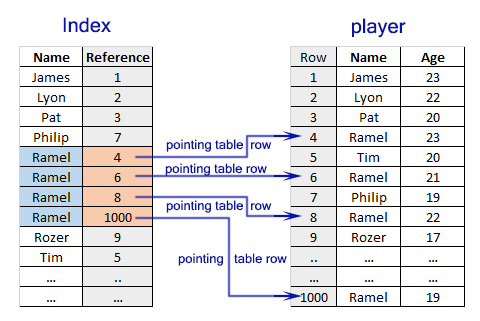 Index
Name Reference
James 1
Lyon 2
Pat 3
Philip 7
Ramel 4
Ramel 6
Ramel 8
Ramel 1000
Rozer 9
Tim 5
... ..
... ...
pointing table row
pointing table row
pointing table row
pointing table row
player
Row Name Age
1 James 23
2 Lyon 22
3 Pat 20
4 Ramel 23
5 Tim 20
6 Ramel 21
7 Philip 19
8 Ramel 22
9 Rozer 17
.. ... ...
... ... ...
1000 Ramel 19